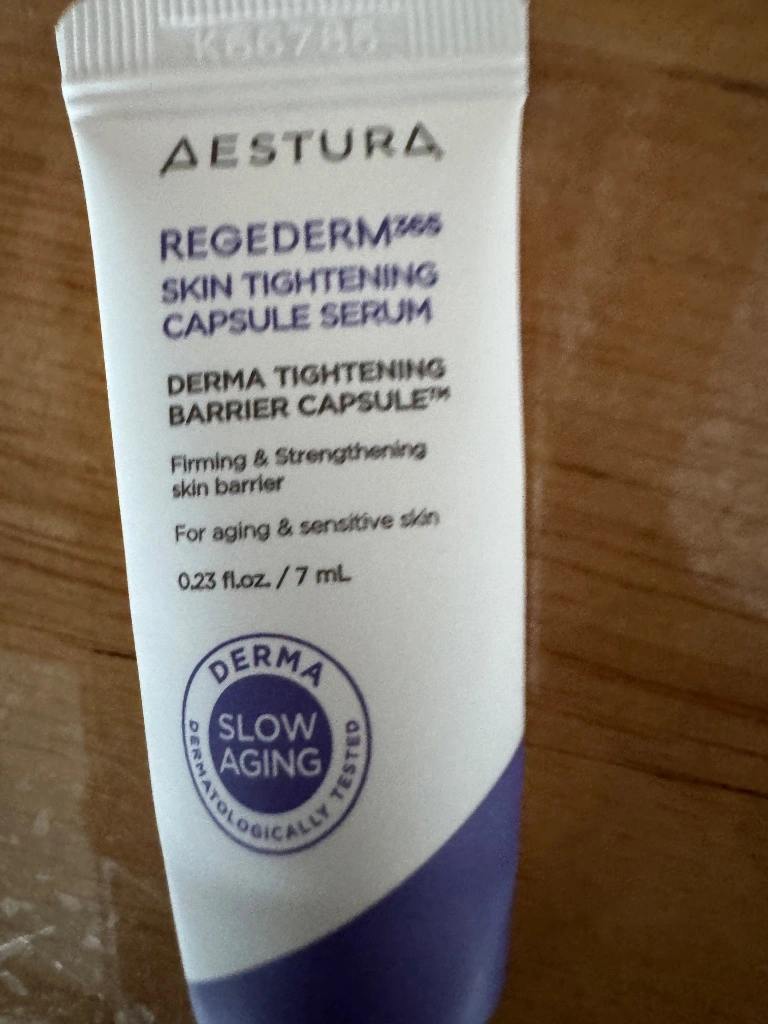 AESTURA
REGEDERM³⁶⁵
SKIN TIGHTENING
CAPSULE SERUM
DERMA TIGHTENING
BARRIER CAPSULE™
Firming & Strengthening
skin barrier
For aging & sensitive skin
0.23 fl.oz. / 7 mL
DERMA
SLOW
AGING
DERMATOLOGICALLY TESTED